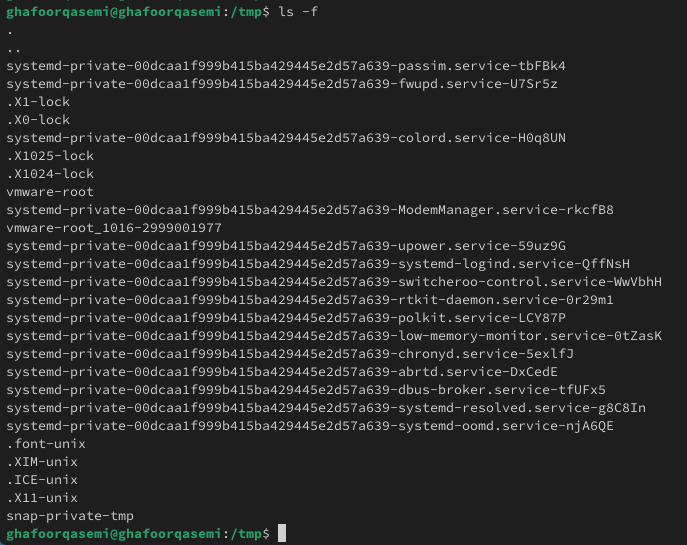 ghafoorqasemi@ghafoorqasemi:/tmp$ ls -f
.
..
systemd-private-00dcaa1f999b415ba429445e2d57a639-passim.service-tbFBk4
systemd-private-00dcaa1f999b415ba429445e2d57a639-fwupd.service-U7Sr5z
.X1-lock
.X0-lock
systemd-private-00dcaa1f999b415ba429445e2d57a639-colord.service-H0q8UN
.X1025-lock
.X1024-lock
vmware-root
systemd-private-00dcaa1f999b415ba429445e2d57a639-ModemManager.service-rkcfB8
vmware-root_1016-2999001977
systemd-private-00dcaa1f999b415ba429445e2d57a639-upower.service-59uz9G
systemd-private-00dcaa1f999b415ba429445e2d57a639-systemd-logind.service-QffNsH
systemd-private-00dcaa1f999b415ba429445e2d57a639-switcheroo-control.service-WwVbhH
systemd-private-00dcaa1f999b415ba429445e2d57a639-rtkit-daemon.service-0r29m1
systemd-private-00dcaa1f999b415ba429445e2d57a639-polkit.service-LCY87P
systemd-private-00dcaa1f999b415ba429445e2d57a639-low-memory-monitor.service-0tZasK
systemd-private-00dcaa1f999b415ba429445e2d57a639-chronyd.service-5exlfJ
systemd-private-00dcaa1f999b415ba429445e2d57a639-abrtd.service-DxCedE
systemd-private-00dcaa1f999b415ba429445e2d57a639-dbus-broker.service-tfUFx5
systemd-private-00dcaa1f999b415ba429445e2d57a639-systemd-resolved.service-g8C8In
systemd-private-00dcaa1f999b415ba429445e2d57a639-systemd-oomd.service-njA6QE
.font-unix
.XIM-unix
.ICE-unix
.X11-unix
snap-private-tmp
ghafoorqasemi@ghafoorqasemi:/tmp$